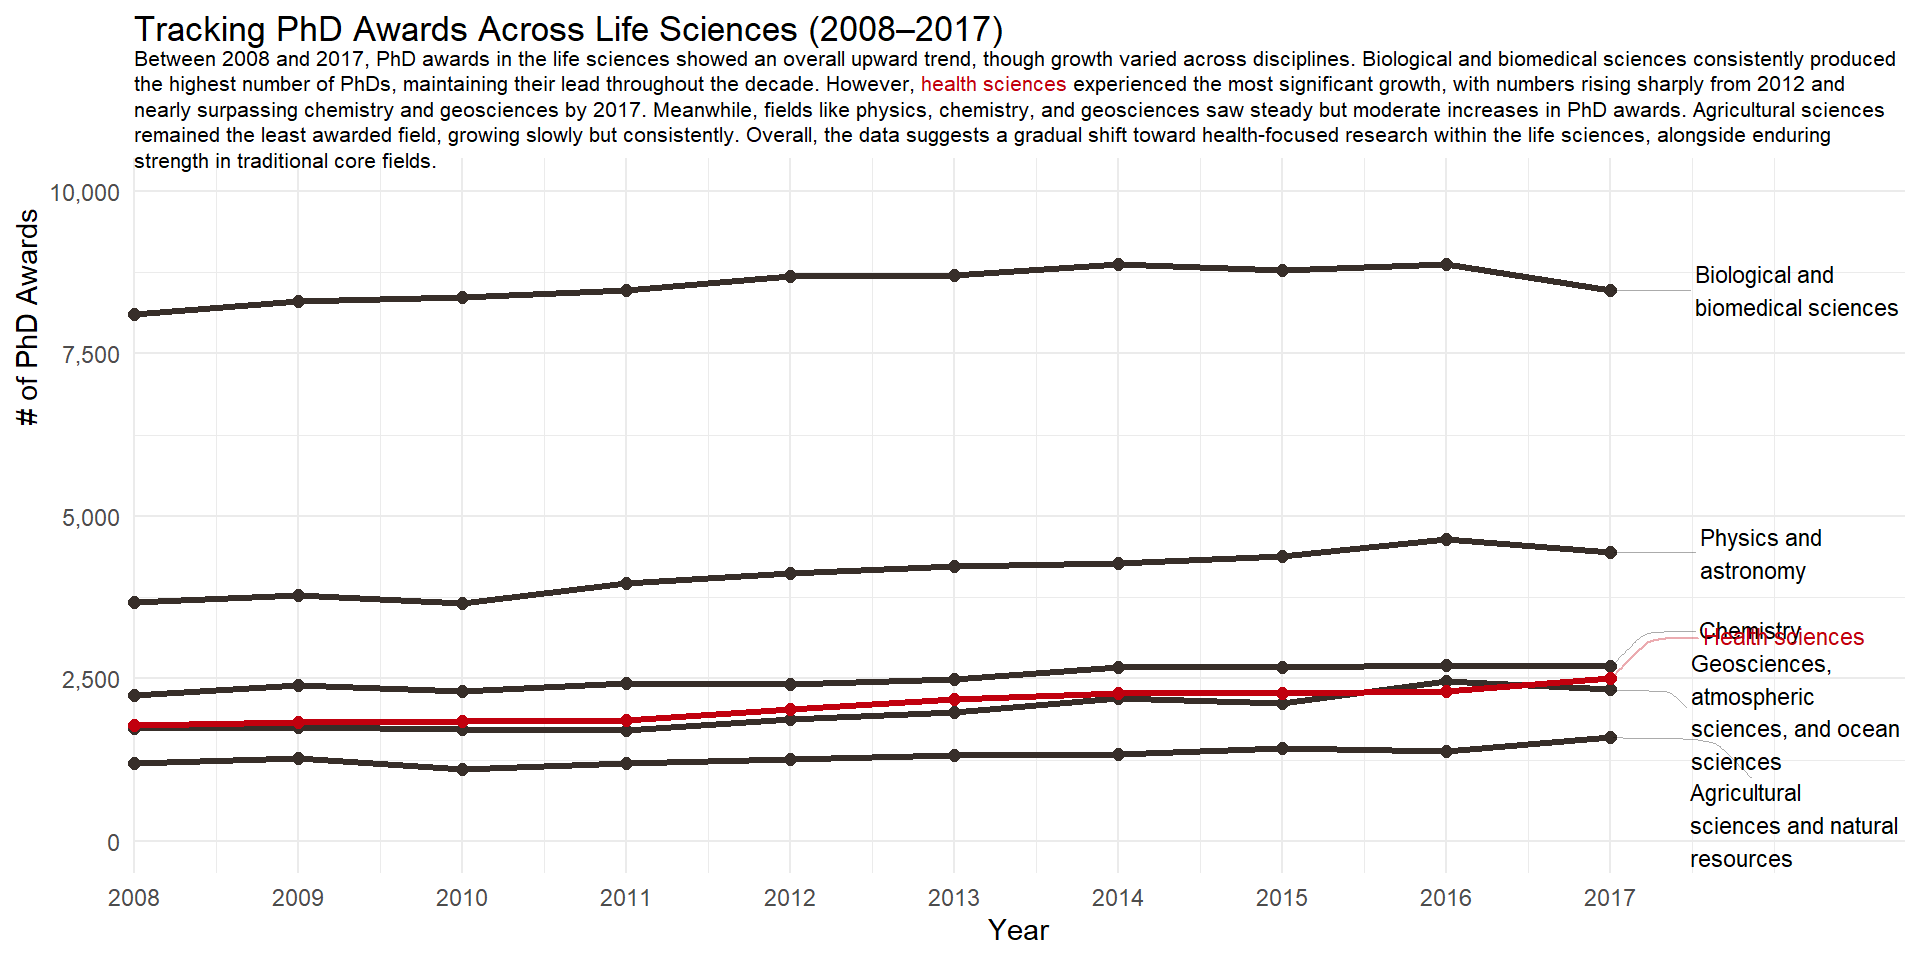 Tracking PhD Awards Across Life Sciences (2008–2017)
Between 2008 and 2017, PhD awards in the life sciences showed an overall upward trend, though growth varied across disciplines. Biological and biomedical sciences consistently produced
the highest number of PhDs, maintaining their lead throughout the decade. However, health sciences experienced the most significant growth, with numbers rising sharply from 2012 and
nearly surpassing chemistry and geosciences by 2017. Meanwhile, fields like physics, chemistry, and geosciences saw steady but moderate increases in PhD awards. Agricultural sciences
remained the least awarded field, growing slowly but consistently. Overall, the data suggests a gradual shift toward health-focused research within the life sciences, alongside enduring
strength in traditional core fields.
# of PhD Awards
10,000
7,500
5,000
2,500
0
Biological and
biomedical sciences
Physics and
astronomy
Chemistry
Health sciences
Geosciences,
atmospheric
sciences, and ocean
sciences
Agricultural
sciences and natural
resources
2008
2009
2010
2011
2012
2013
2014
2015
2016
2017
Year